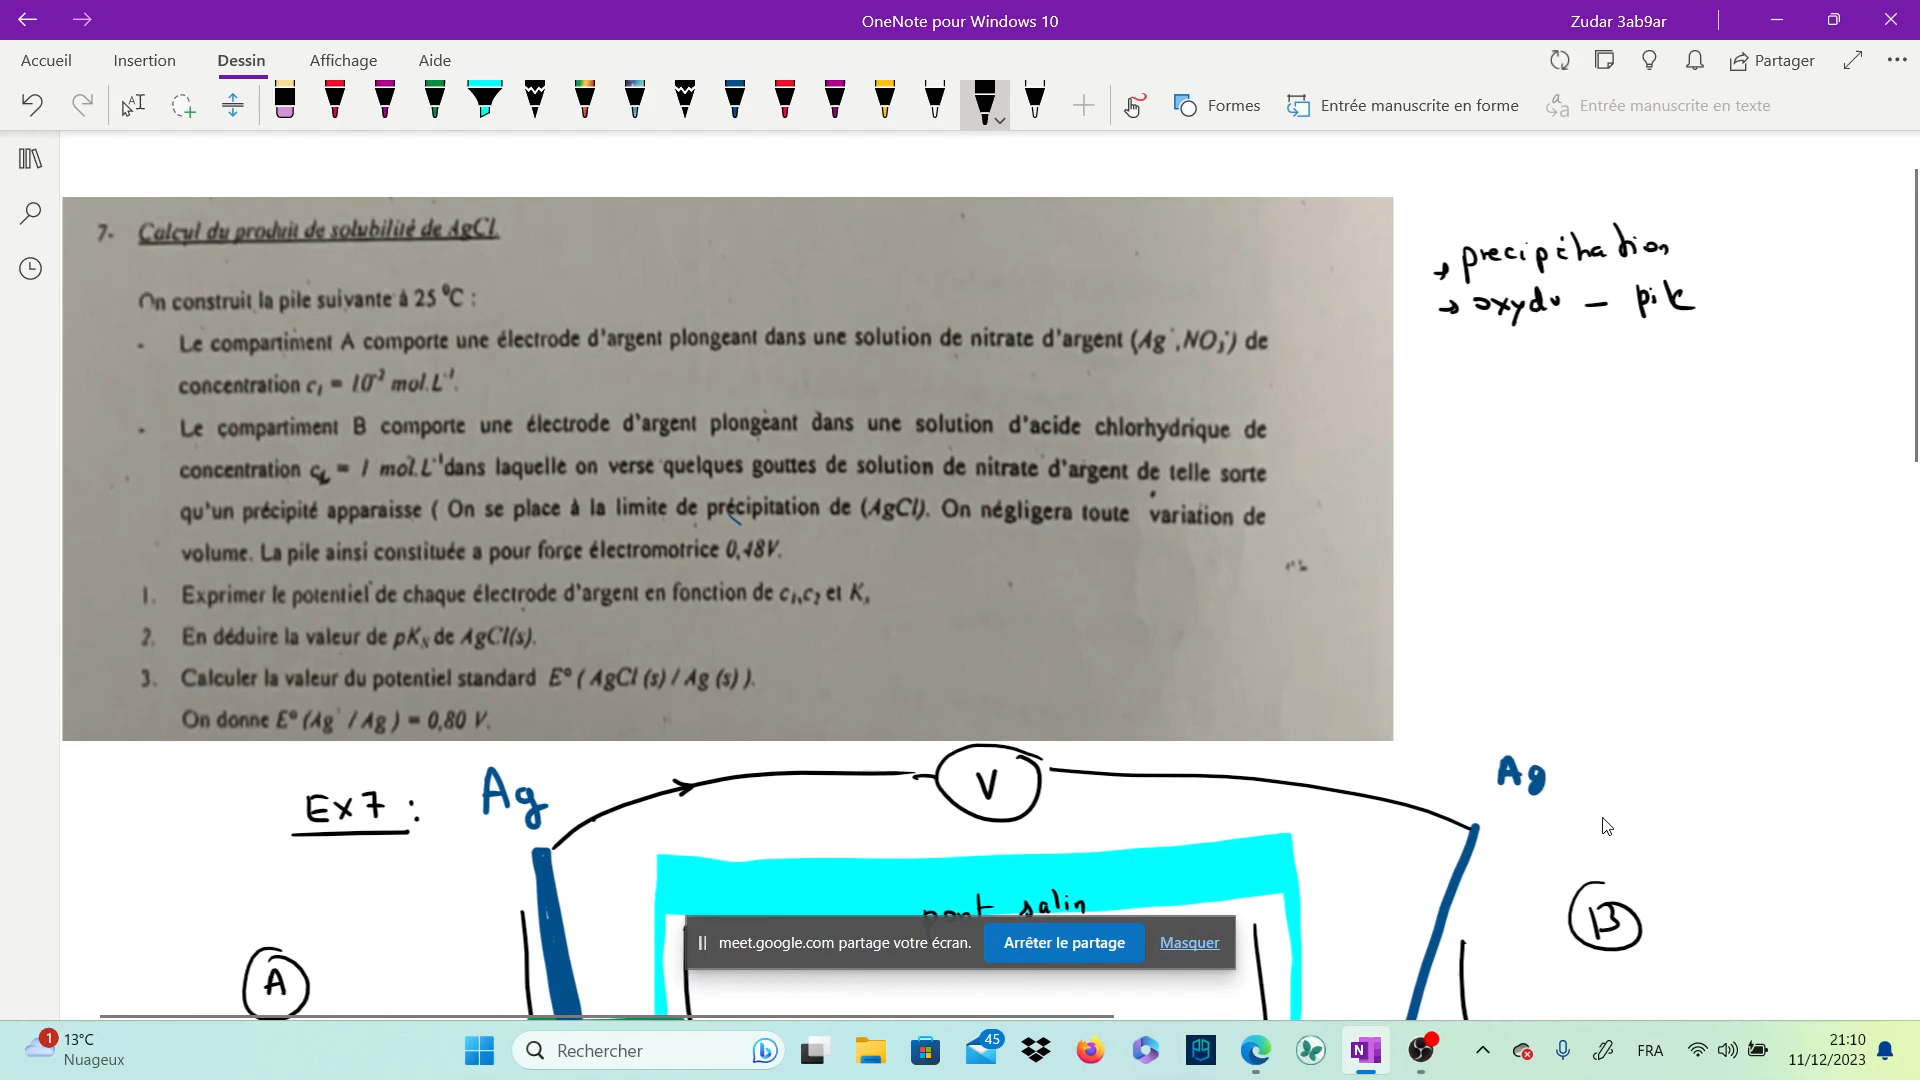 OneNote pour Windows 10
Zudar 3ab9ar
Accueil
Insertion
Dessin
Affichage
Aide
Partager
Formes
Entrée manuscrite en forme
Entrée manuscrite en texte
7- Calcul du produit de solubilité de AgCl.
On construit la pile suivante à 25 °C :
- Le compartiment A comporte une électrode d'argent plongeant dans une solution de nitrate d'argent (Ag⁺,NO₃⁻) de
concentration c₁ = 10⁻² mol.L⁻¹.
- Le compartiment B comporte une électrode d'argent plongeant dans une solution d'acide chlorhydrique de
concentration c₂ = 1 mol.L⁻¹ dans laquelle on verse quelques gouttes de solution de nitrate d'argent de telle sorte
qu'un précipité apparaisse ( On se place à la limite de précipitation de (AgCl). On négligera toute variation de
volume. La pile ainsi constituée a pour force électromotrice 0,48V.
1. Exprimer le potentiel de chaque électrode d'argent en fonction de c₁,c₂ et Kₛ
2. En déduire la valeur de pKₛ de AgCl(s).
3. Calculer la valeur du potentiel standard E° ( AgCl (s) / Ag (s) ).
On donne E° (Ag⁺ / Ag ) = 0,80 V.
→ precipitation
→ oxydo – pile
Ex 7 :
Ag
V
Ag
pont salin
A
B
meet.google.com partage votre écran.
Arrêter le partage
Masquer
1
13°C
Nuageux
Rechercher
45
FRA
21:10
11/12/2023